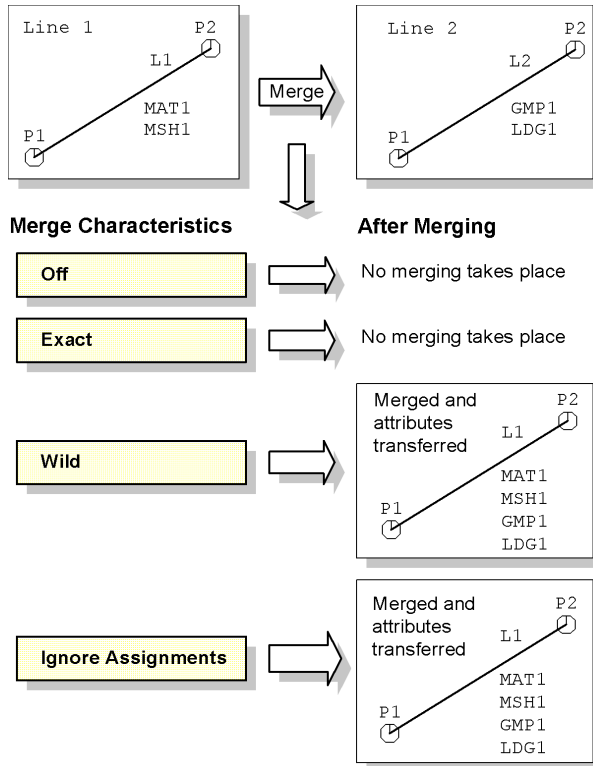 Line 1
P2
L1
MAT1
MSH1
P1
Merge
Line 2
P2
L2
GMP1
LDG1
P1
Merge Characteristics
After Merging
Off
No merging takes place
Exact
No merging takes place
Wild
Merged and
attributes
transferred
P2
L1
MAT1
MSH1
GMP1
LDG1
P1
Ignore Assignments
Merged and
attributes
transferred
P2
L1
MAT1
MSH1
GMP1
LDG1
P1